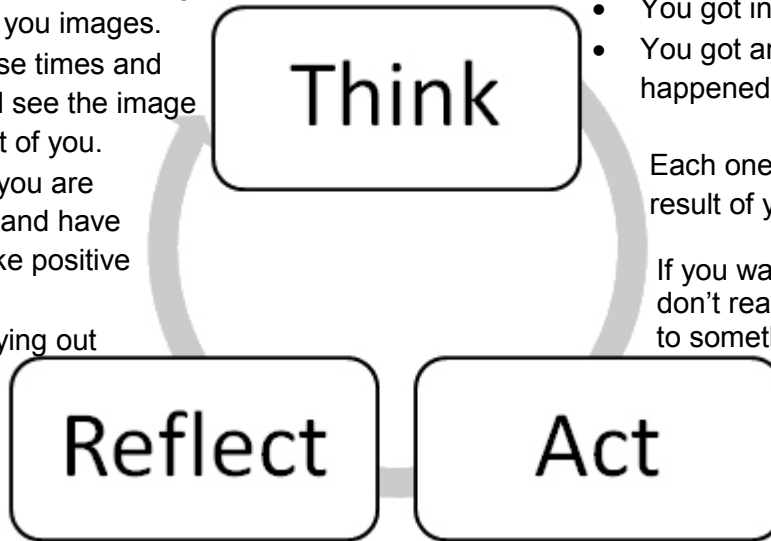 you images.
se times and
see the image
t of you.
you are
and have
ke positive
ying out
Think
You got in
You got a
happened
Each one
result of y
If you wa
don't rea
to someth
Reflect
Act